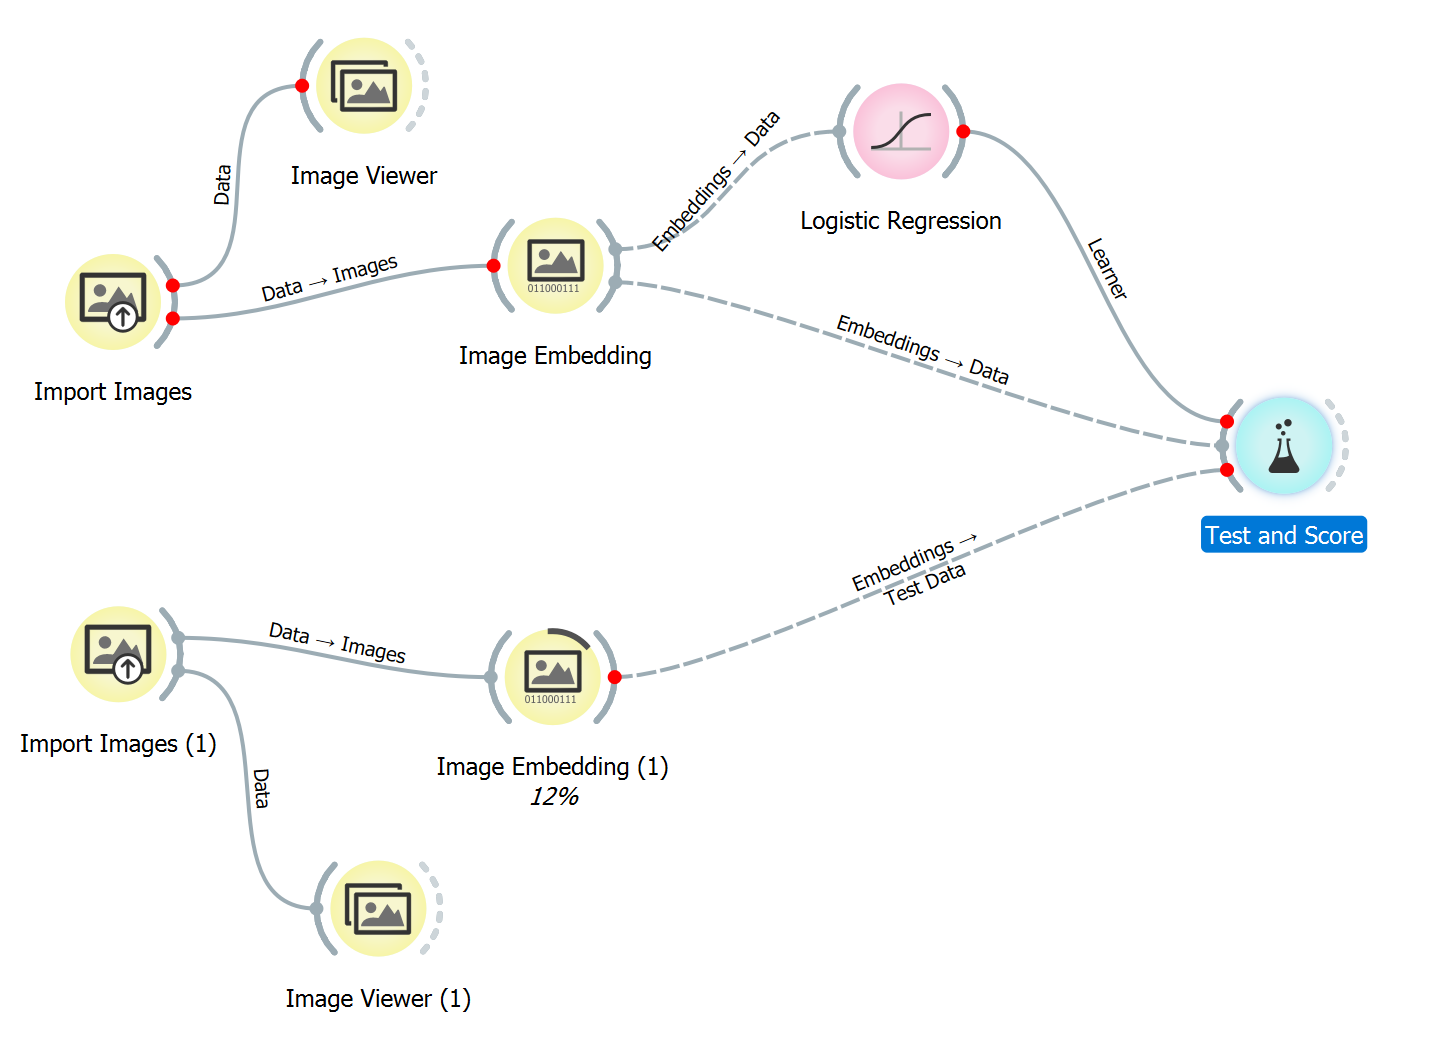 Image Viewer
Data
Embeddings → Data
Logistic Regression
Data → Images
011000111
Image Embedding
Import Images
Learner
Embeddings → Data
Test and Score
Embeddings →
Test Data
Data → Images
011000111
Import Images (1)
Image Embedding (1)
12%
Data
Image Viewer (1)